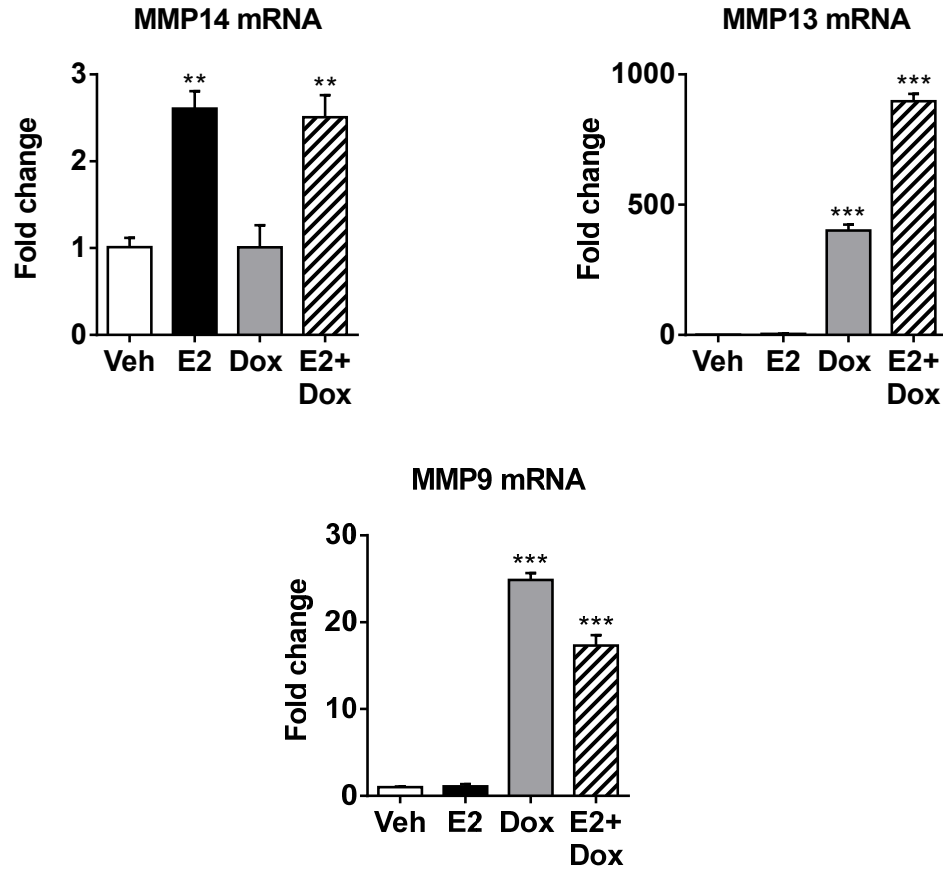 MMP14 mRNA
Fold change
3
2
1
0
**
**
Veh
E2
Dox
E2+
Dox
MMP13 mRNA
Fold change
1000
500
0
***
***
Veh
E2
Dox
E2+
Dox
MMP9 mRNA
Fold change
30
20
10
0
***
***
Veh
E2
Dox
E2+
Dox